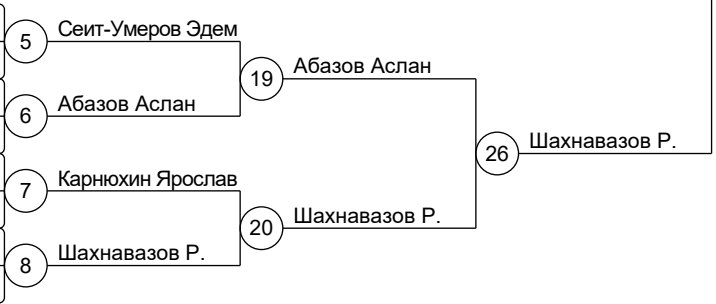 5 Сеит-Умеров Эдем
19 Абазов Аслан
6 Абазов Аслан
26 Шахнавазов Р.
7 Карнюхин Ярослав
20 Шахнавазов Р.
8 Шахнавазов Р.